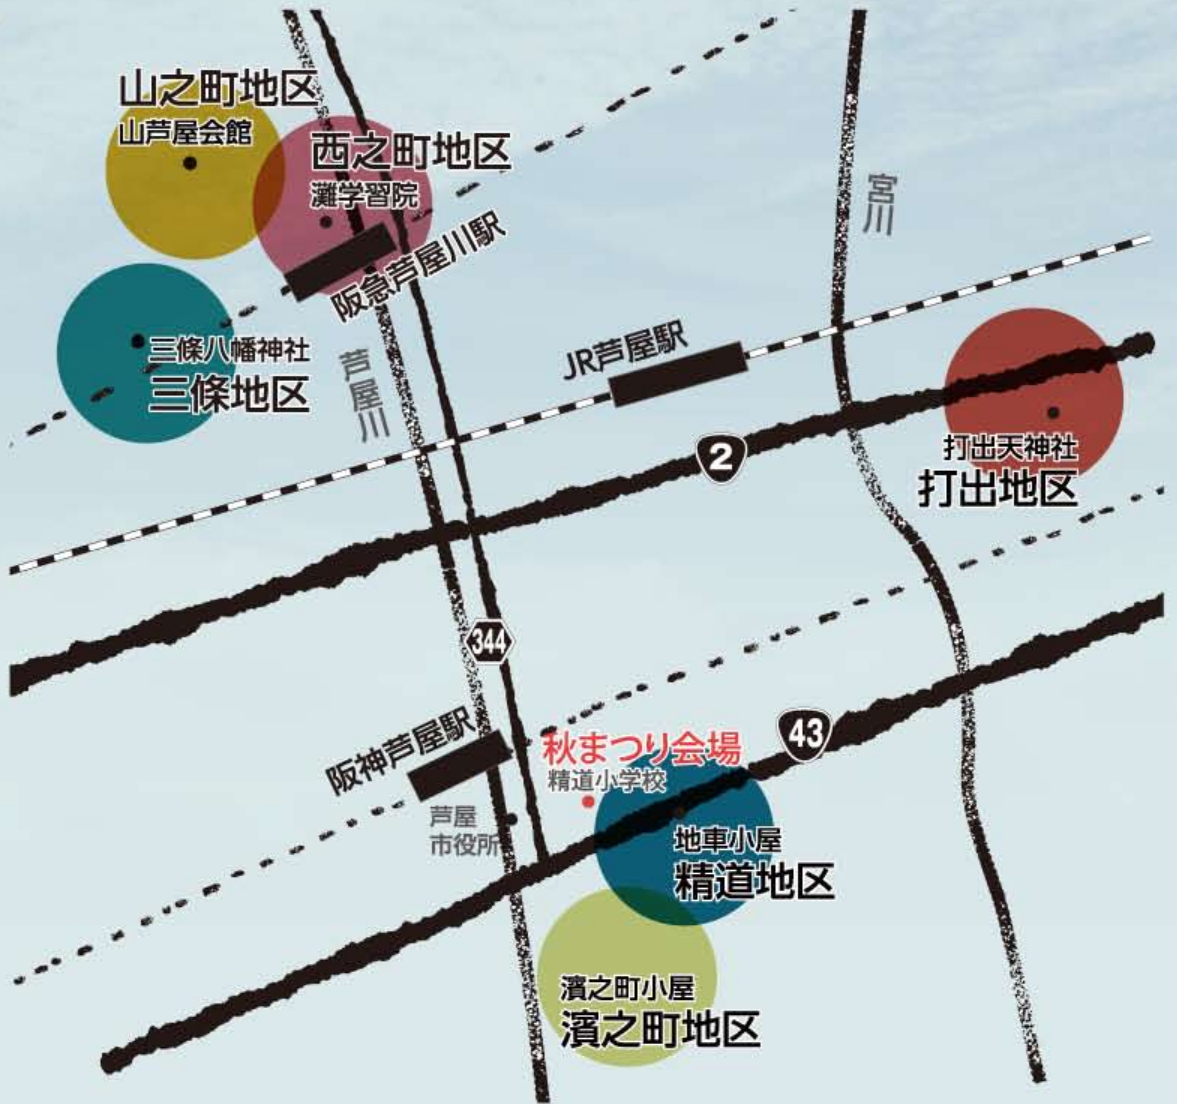 山之町地区
山芦屋会館
西之町地区
灘学習院
阪急芦屋川駅
宮川
三條八幡神社
三條地区
芦屋川
JR芦屋駅
2
打出天神社
打出地区
344
阪神芦屋駅
秋まつり会場
精道小学校
43
芦屋
市役所
地車小屋
精道地区
濱之町小屋
濱之町地区